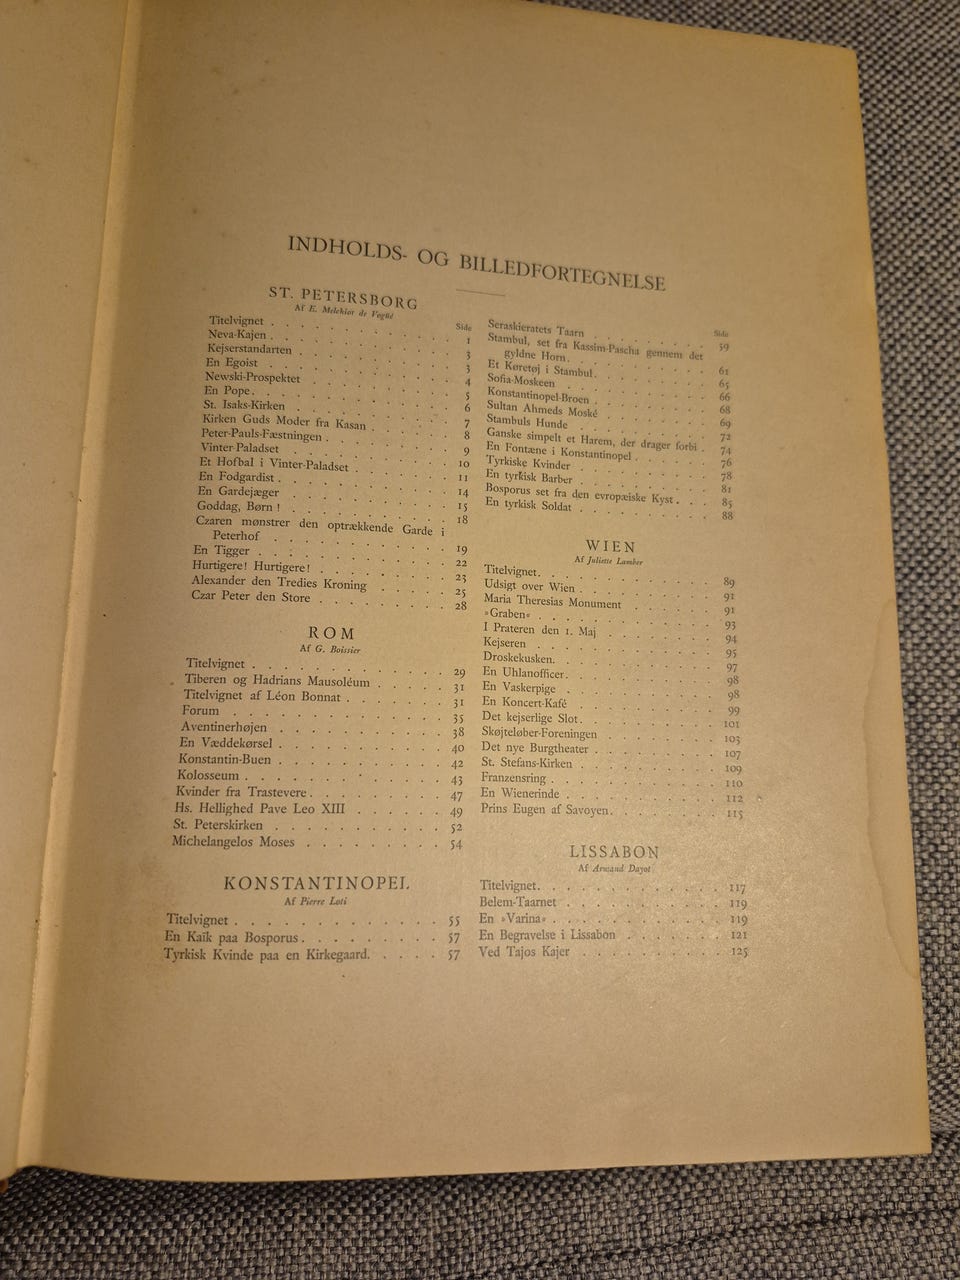 INDHOLDS- OG BILLEDFORTEGNELSE
ST. PETERSBORG
Af E. Melchior de Vogüé
Side
Titelvignet . . . 1
Neva-Kajen . . . 3
Kejserstandarten . . . 3
En Egoist . . . 4
Newski-Prospektet . . . 5
En Pope . . . 6
St. Isaks-Kirken . . . 7
Kirken Guds Moder fra Kasan . . . 8
Peter-Pauls-Fæstningen . . . 9
Vinter-Paladset . . . 10
Et Hofbal i Vinter-Paladset . . . 11
En Fodgardist . . . 14
En Gardejæger . . . 15
Goddag, Børn ! . . . 18
Czaren mønstrer den optrækkende Garde i
Peterhof . . . 19
En Tigger . . . 22
Hurtigere! Hurtigere! . . . 23
Alexander den Tredies Kroning . . . 25
Czar Peter den Store . . . 28
ROM
Af G. Boissier
Titelvignet . . . 29
Tiberen og Hadrians Mausoléum . . . 31
Titelvignet af Léon Bonnat . . . 31
Forum . . . 35
Aventinerhøjen . . . 38
En Væddekørsel . . . 40
Konstantin-Buen . . . 42
Kolosseum . . . 43
Kvinder fra Trastevere . . . 47
Hs. Hellighed Pave Leo XIII . . . 49
St. Peterskirken . . . 52
Michelangelos Moses . . . 54
KONSTANTINOPEL
Af Pierre Loti
Titelvignet . . . 55
En Kaïk paa Bosporus . . . 57
Tyrkisk Kvinde paa en Kirkegaard . . . 57
Side
Seraskieratets Taarn . . . 59
Stambul, set fra Kassim-Pascha gennem det
gyldne Horn . . . 61
Et Køretøj i Stambul . . . 65
Sofia-Moskeen . . . 66
Konstantinopel-Broen . . . 68
Sultan Ahmeds Moské . . . 69
Stambuls Hunde . . . 72
Ganske simpelt et Harem, der drager forbi . 74
En Fontæne i Konstantinopel . . . 76
Tyrkiske Kvinder . . . 78
En tyrkisk Barber . . . 81
Bosporus set fra den evropæiske Kyst . . . 85
En tyrkisk Soldat . . . 88
WIEN
Af Juliette Lamber
Titelvignet . . . 89
Udsigt over Wien . . . 91
Maria Theresias Monument . . . 91
»Graben« . . . 93
I Prateren den 1. Maj . . . 94
Kejseren . . . 95
Droskekusken . . . 97
En Uhlanofficer . . . 98
En Vaskerpige . . . 98
En Koncert-Kafé . . . 99
Det kejserlige Slot . . . 101
Skøjteløber-Foreningen . . . 103
Det nye Burgtheater . . . 107
St. Stefans-Kirken . . . 109
Franzensring . . . 110
En Wienerinde . . . 112
Prins Eugen af Savoyen . . . 115
LISSABON
Af Armand Dayot
Titelvignet . . . 117
Belem-Taarnet . . . 119
En »Varina« . . . 119
En Begravelse i Lissabon . . . 121
Ved Tajos Kajer . . . 125